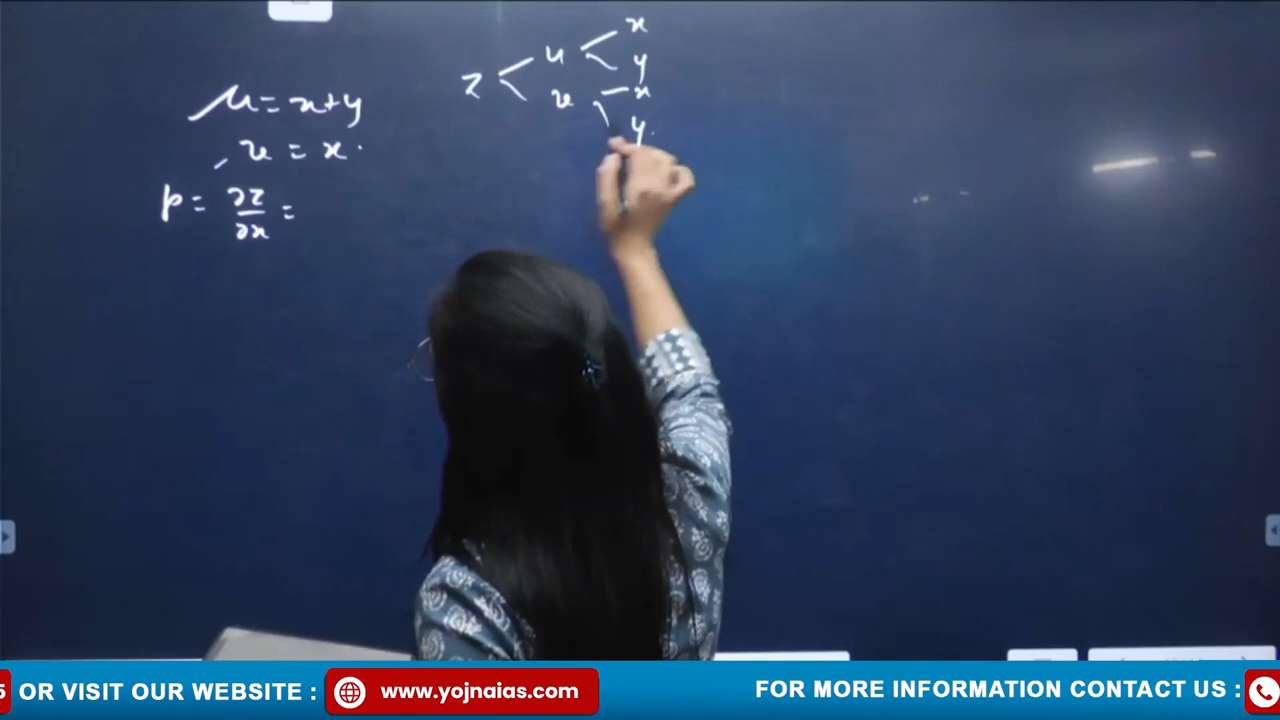 μ = x+y
v = x.
p = ∂z/∂x =
z < u < x
y
v – x
y.
OR VISIT OUR WEBSITE :
www.yojnaias.com
FOR MORE INFORMATION CONTACT US :